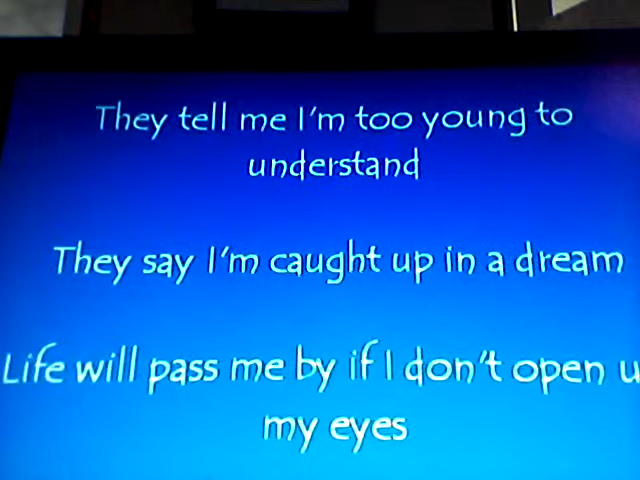 They tell me I'm too young to
understand
They say I'm caught up in a dream
Life will pass me by if I don't open u
my eyes